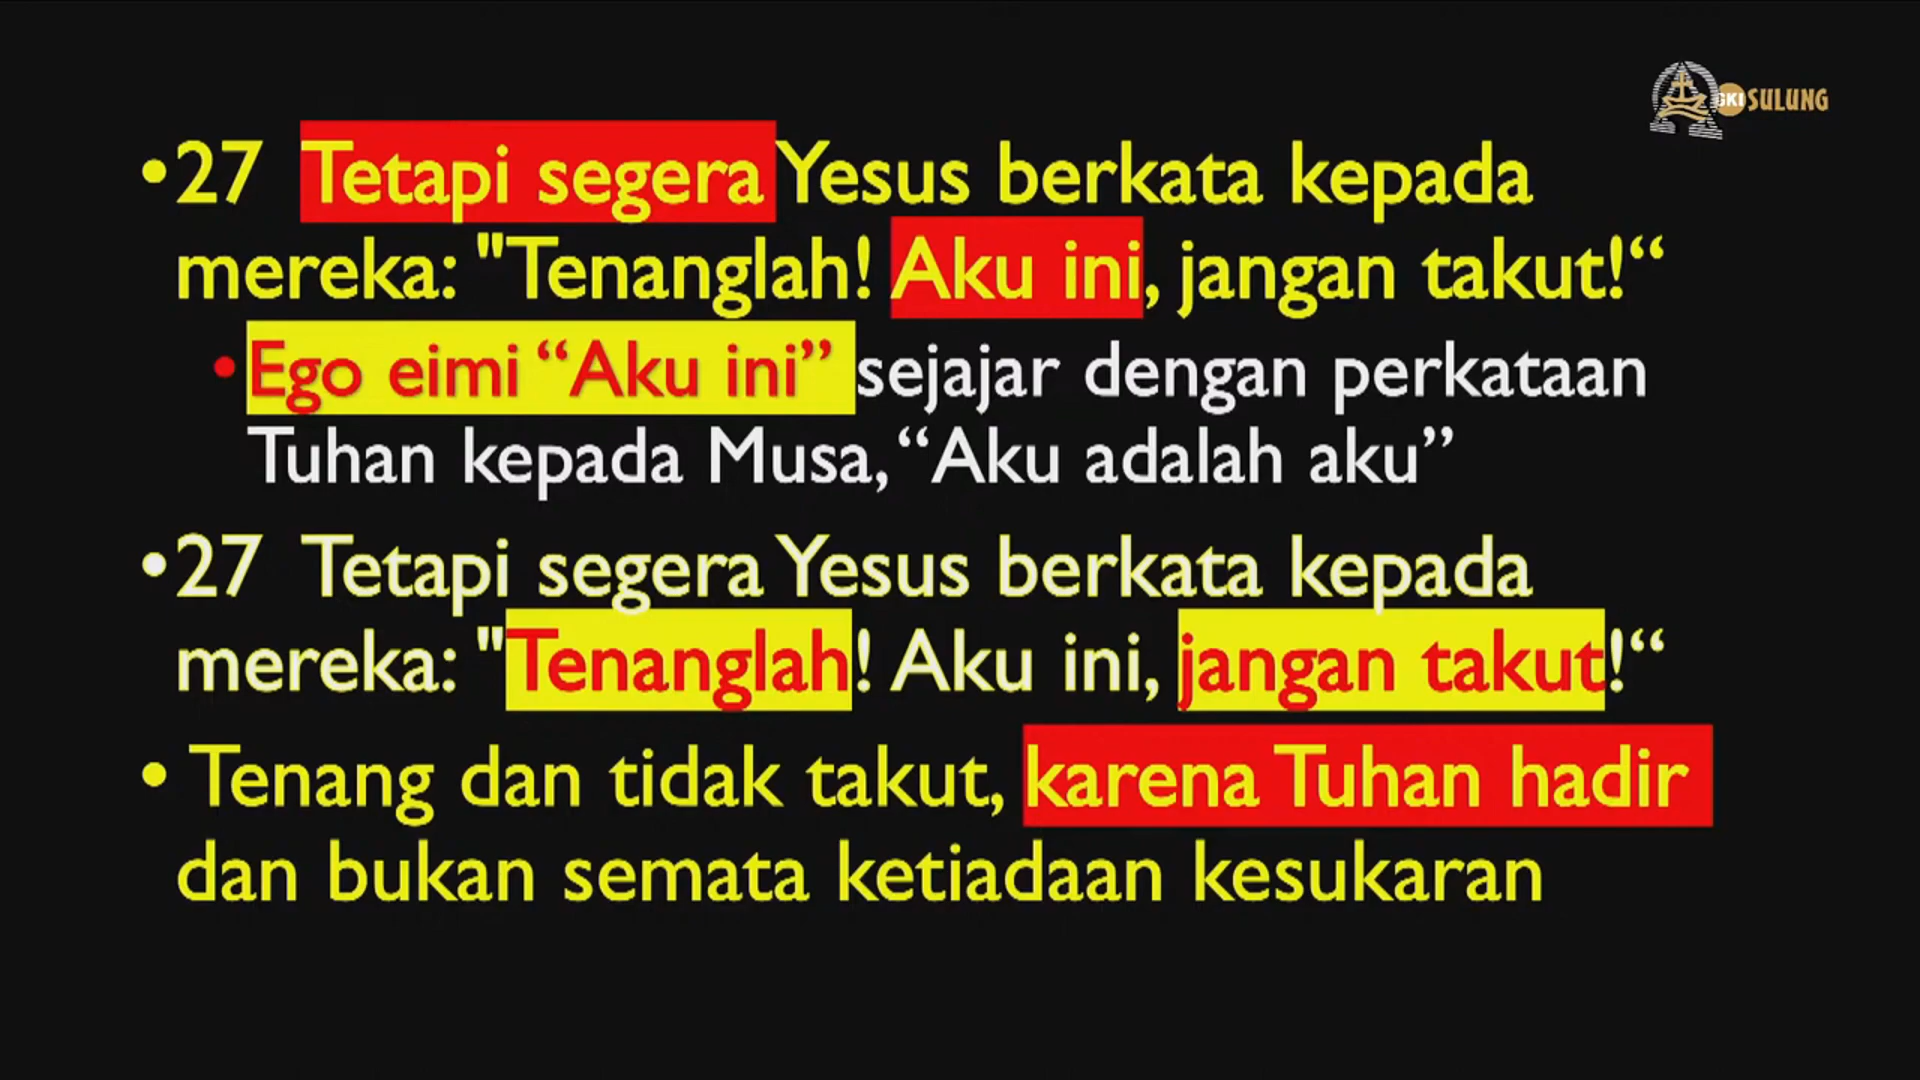 GKI SULUNG
•27 Tetapi segera Yesus berkata kepada
mereka: "Tenanglah! Aku ini, jangan takut!“
•Ego eimi “Aku ini” sejajar dengan perkataan
Tuhan kepada Musa, “Aku adalah aku”
•27 Tetapi segera Yesus berkata kepada
mereka: "Tenanglah! Aku ini, jangan takut!“
• Tenang dan tidak takut, karena Tuhan hadir
dan bukan semata ketiadaan kesukaran